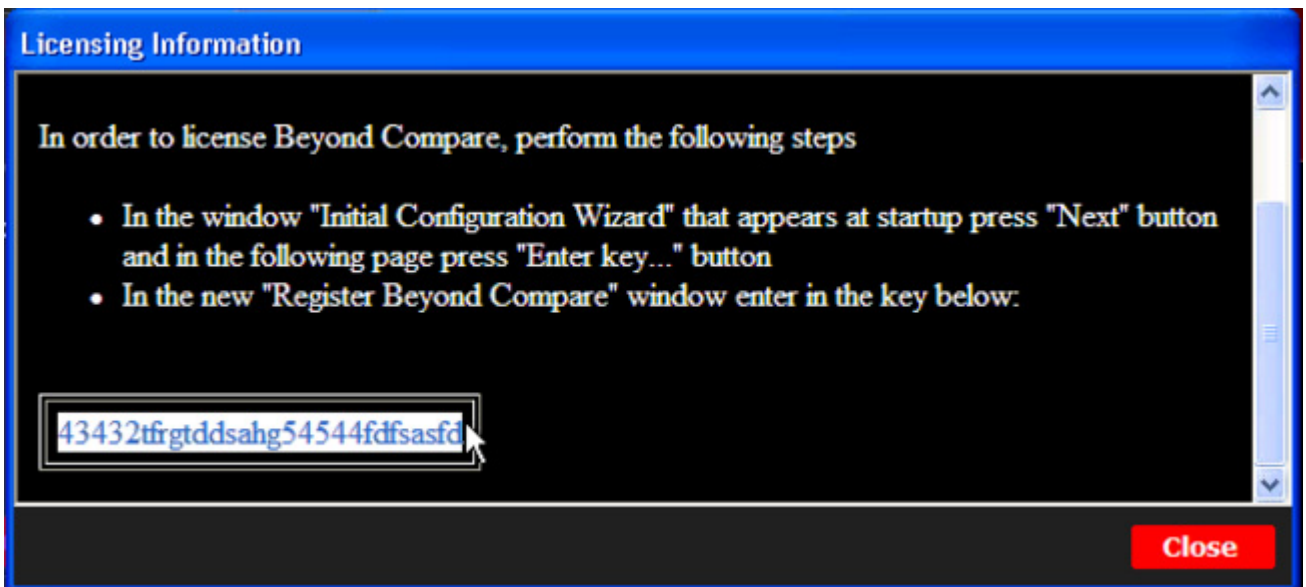 Licensing Information
In order to license Beyond Compare, perform the following steps
• In the window "Initial Configuration Wizard" that appears at startup press "Next" button
and in the following page press "Enter key..." button
• In the new "Register Beyond Compare" window enter in the key below:
43432tfrgtddsahg54544fdfsasfd
Close